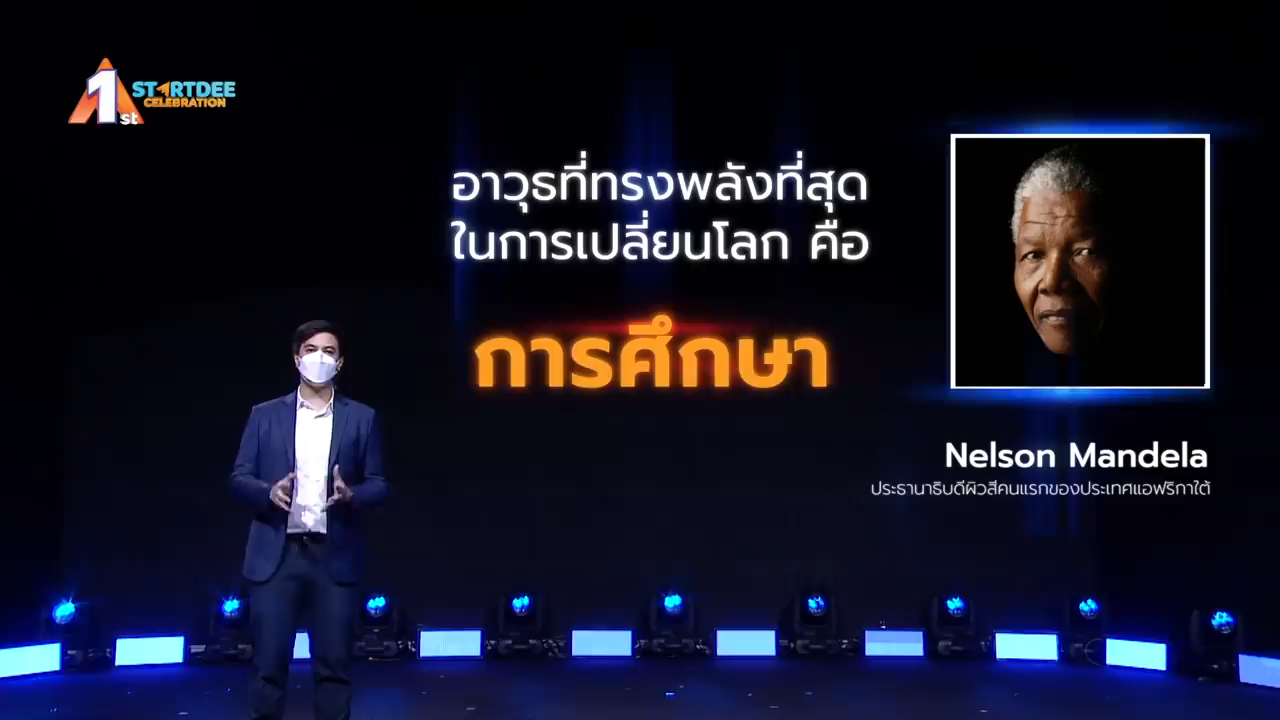 1st
STARTDEE
CELEBRATION
อาวุธที่ทรงพลังที่สุด
ในการเปลี่ยนโลก คือ
การศึกษา
Nelson Mandela
ประธานาธิบดีผิวสีคนแรกของประเทศแอฟริกาใต้